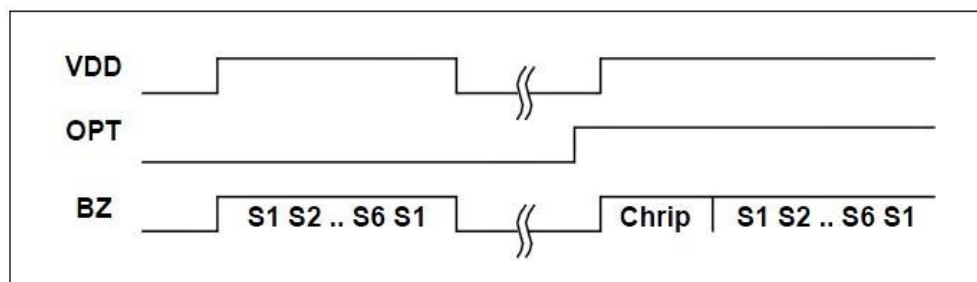 VDD
OPT
BZ
S1 S2 .. S6 S1
Chrip
S1 S2 .. S6 S1